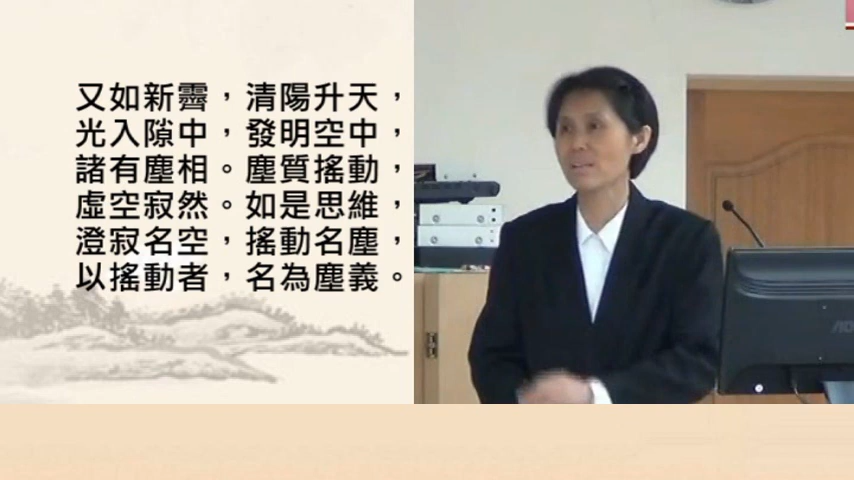 又如新霽，清陽升天，
光入隙中，發明空中，
諸有塵相。塵質搖動，
虛空寂然。如是思維，
澄寂名空，搖動名塵，
以搖動者，名為塵義。